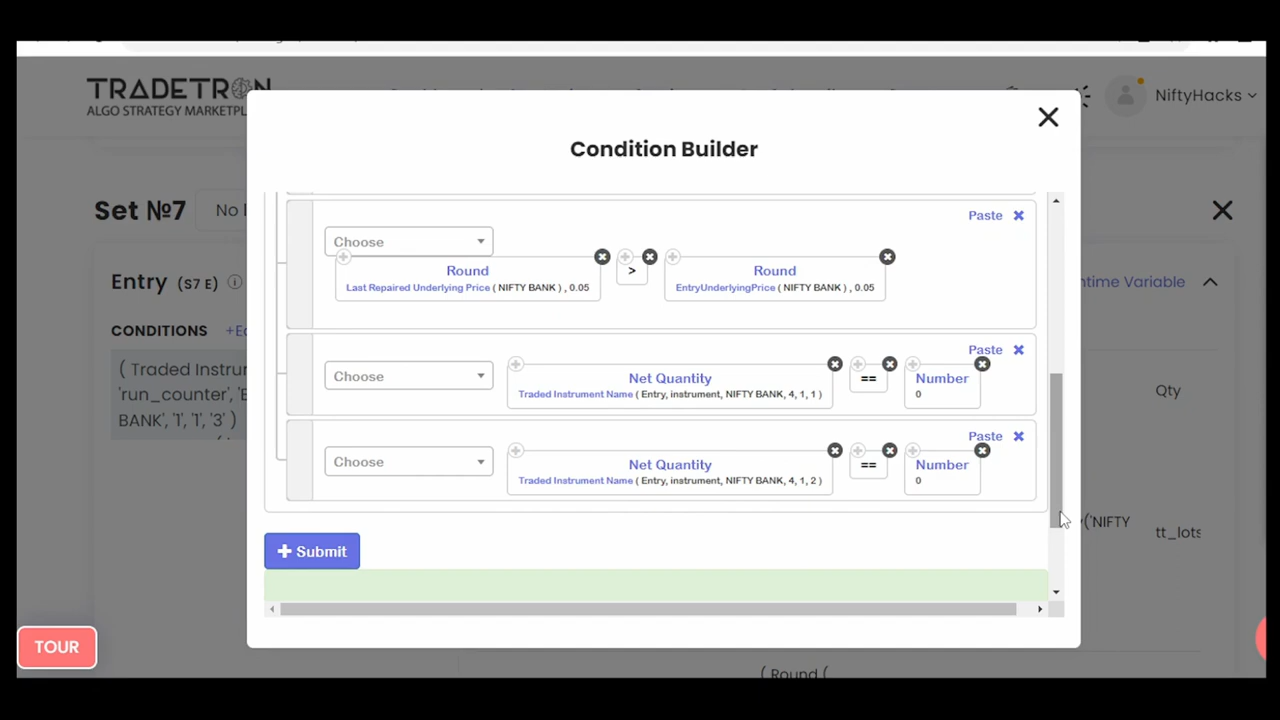 TRADETRON
ALGO STRATEGY MARKETPL
NiftyHacks
Condition Builder
Set №7
No
Paste
Choose
Round
Last Repaired Underlying Price ( NIFTY BANK ) , 0.05
>
Round
EntryUnderlyingPrice ( NIFTY BANK ) , 0.05
Entry (S7 E)
ntime Variable
CONDITIONS
+E
( Traded Instrum
'run_counter', 'E
BANK', '1', '1', '3' )
Paste
Choose
Net Quantity
Traded Instrument Name ( Entry, instrument, NIFTY BANK, 4, 1, 1 )
==
Number
0
Qty
Paste
Choose
Net Quantity
Traded Instrument Name ( Entry, instrument, NIFTY BANK, 4, 1, 2 )
==
Number
0
('NIFTY
tt_lots
Submit
TOUR
( Round (